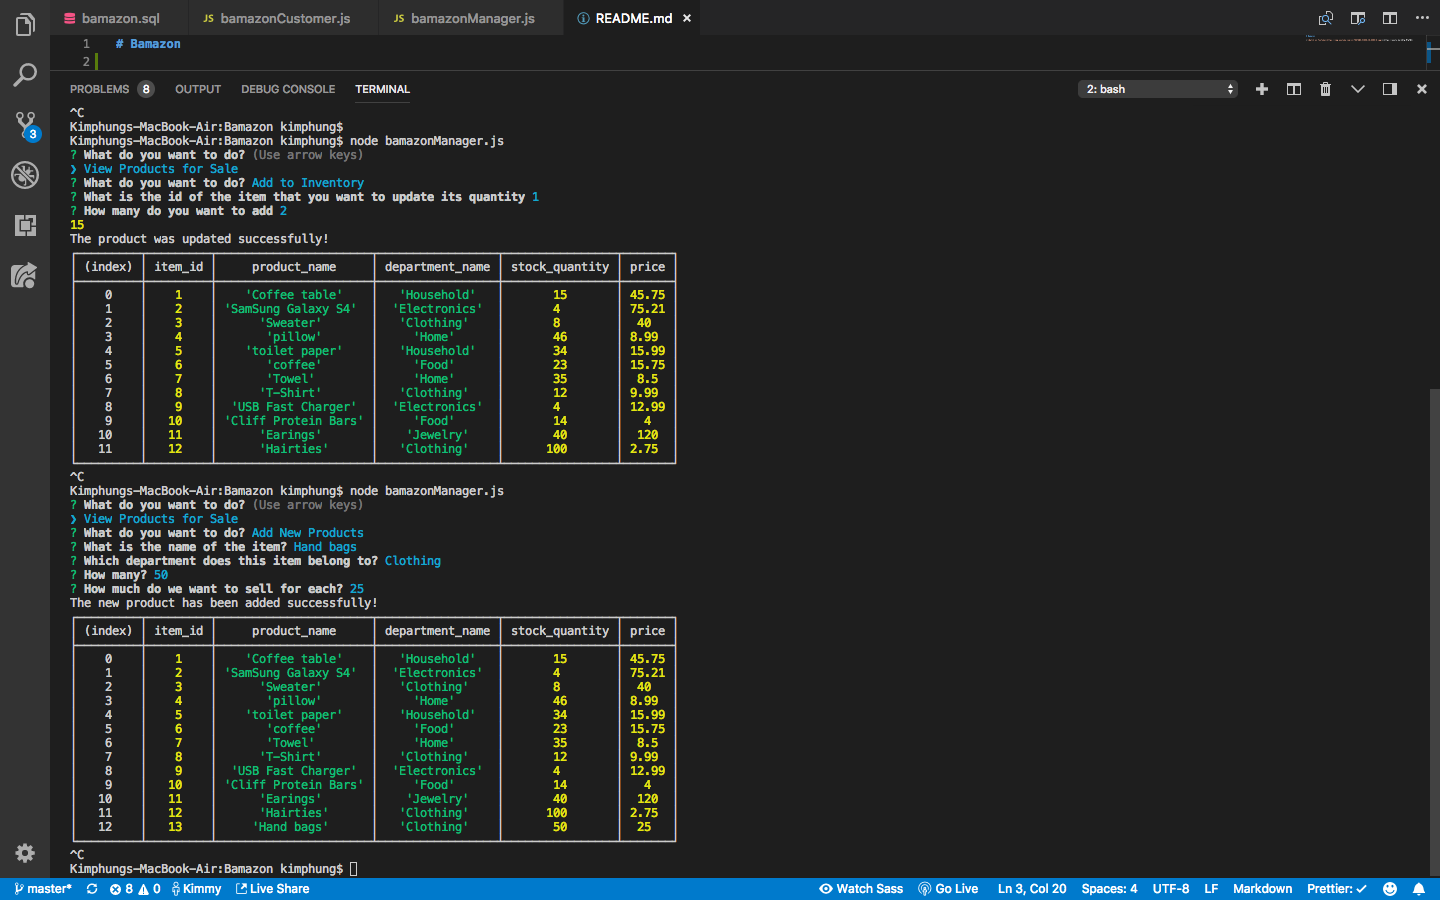 bamazon.sql JS bamazonCustomer.js JS bamazonManager.js README.md ×
1 # Bamazon
2
PROBLEMS 8 OUTPUT DEBUG CONSOLE TERMINAL 2: bash
^C
Kimphungs-MacBook-Air:Bamazon kimphung$
Kimphungs-MacBook-Air:Bamazon kimphung$ node bamazonManager.js
? What do you want to do? (Use arrow keys)
❯ View Products for Sale
? What do you want to do? Add to Inventory
? What is the id of the item that you want to update its quantity 1
? How many do you want to add 2
15
The product was updated successfully!
(index) item_id product_name department_name stock_quantity price
0 1 'Coffee table' 'Household' 15 45.75
1 2 'SamSung Galaxy S4' 'Electronics' 4 75.21
2 3 'Sweater' 'Clothing' 8 40
3 4 'pillow' 'Home' 46 8.99
4 5 'toilet paper' 'Household' 34 15.99
5 6 'coffee' 'Food' 23 15.75
6 7 'Towel' 'Home' 35 8.5
7 8 'T-Shirt' 'Clothing' 12 9.99
8 9 'USB Fast Charger' 'Electronics' 4 12.99
9 10 'Cliff Protein Bars' 'Food' 14 4
10 11 'Earings' 'Jewelry' 40 120
11 12 'Hairties' 'Clothing' 100 2.75
^C
Kimphungs-MacBook-Air:Bamazon kimphung$ node bamazonManager.js
? What do you want to do? (Use arrow keys)
❯ View Products for Sale
? What do you want to do? Add New Products
? What is the name of the item? Hand bags
? Which department does this item belong to? Clothing
? How many? 50
? How much do we want to sell for each? 25
The new product has been added successfully!
(index) item_id product_name department_name stock_quantity price
0 1 'Coffee table' 'Household' 15 45.75
1 2 'SamSung Galaxy S4' 'Electronics' 4 75.21
2 3 'Sweater' 'Clothing' 8 40
3 4 'pillow' 'Home' 46 8.99
4 5 'toilet paper' 'Household' 34 15.99
5 6 'coffee' 'Food' 23 15.75
6 7 'Towel' 'Home' 35 8.5
7 8 'T-Shirt' 'Clothing' 12 9.99
8 9 'USB Fast Charger' 'Electronics' 4 12.99
9 10 'Cliff Protein Bars' 'Food' 14 4
10 11 'Earings' 'Jewelry' 40 120
11 12 'Hairties' 'Clothing' 100 2.75
12 13 'Hand bags' 'Clothing' 50 25
^C
Kimphungs-MacBook-Air:Bamazon kimphung$
3
master* 8 0 Kimmy Live Share Watch Sass Go Live Ln 3, Col 20 Spaces: 4 UTF-8 LF Markdown Prettier: ✓